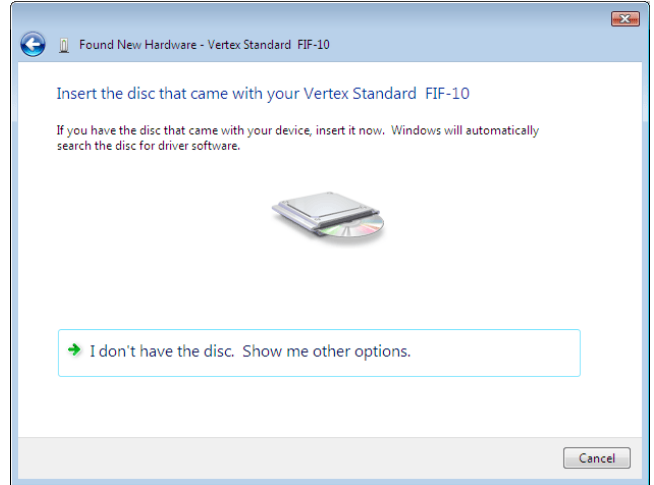 Found New Hardware - Vertex Standard  FIF-10
Insert the disc that came with your Vertex Standard  FIF-10
If you have the disc that came with your device, insert it now.  Windows will automatically
search the disc for driver software.
I don't have the disc.  Show me other options.
Cancel